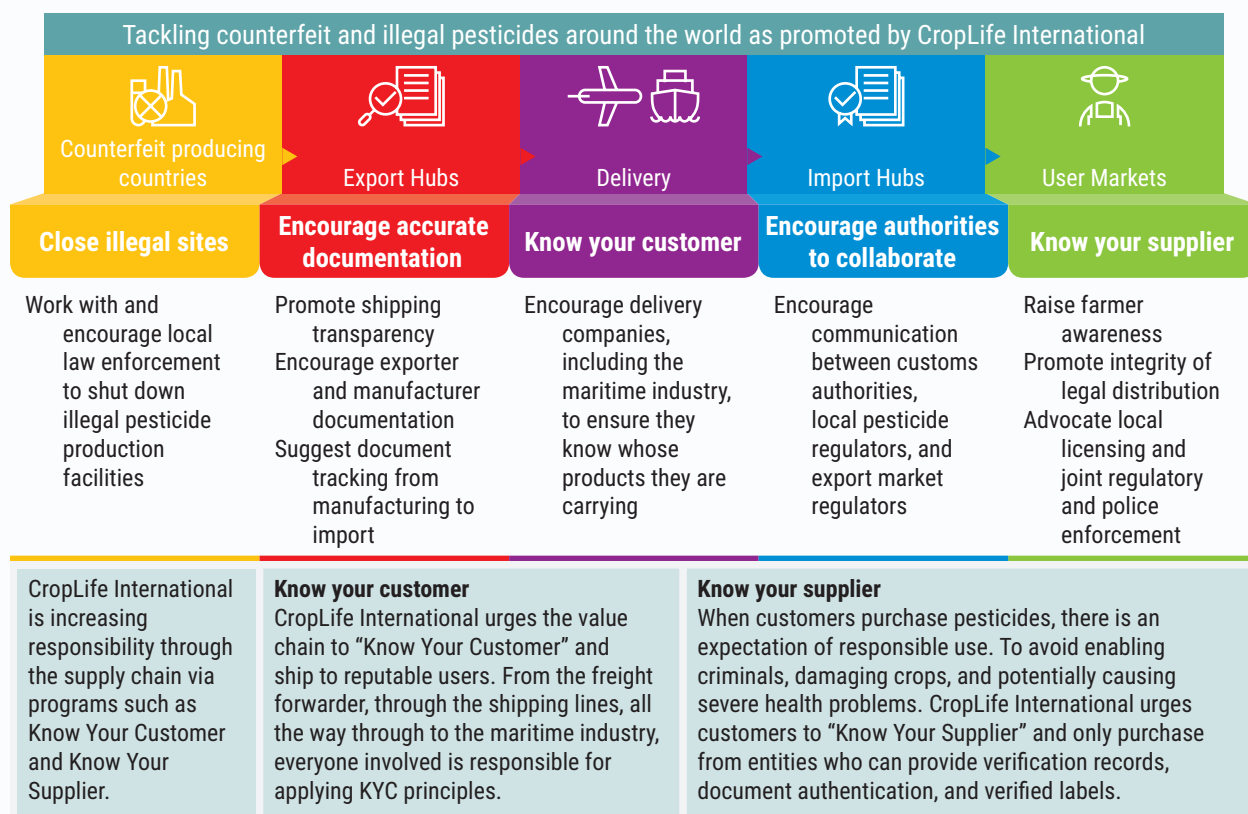 Tackling counterfeit and illegal pesticides around the world as promoted by CropLife International
Counterfeit producing
countries
Export Hubs
Delivery
Import Hubs
User Markets
Close illegal sites
Encourage accurate
documentation
Know your customer
Encourage authorities
to collaborate
Know your supplier
Work with and
encourage local
law enforcement
to shut down
illegal pesticide
production
facilities
Promote shipping
transparency
Encourage exporter
and manufacturer
documentation
Suggest document
tracking from
manufacturing to
import
Encourage delivery
companies,
including the
maritime industry,
to ensure they
know whose
products they are
carrying
Encourage
communication
between customs
authorities,
local pesticide
regulators, and
export market
regulators
Raise farmer
awareness
Promote integrity of
legal distribution
Advocate local
licensing and
joint regulatory
and police
enforcement
CropLife International
is increasing
responsibility through
the supply chain via
programs such as
Know Your Customer
and Know Your
Supplier.
Know your customer
CropLife International urges the value
chain to “Know Your Customer” and
ship to reputable users. From the freight
forwarder, through the shipping lines, all
the way through to the maritime industry,
everyone involved is responsible for
applying KYC principles.
Know your supplier
When customers purchase pesticides, there is an
expectation of responsible use. To avoid enabling
criminals, damaging crops, and potentially causing
severe health problems. CropLife International urges
customers to “Know Your Supplier” and only purchase
from entities who can provide verification records,
document authentication, and verified labels.